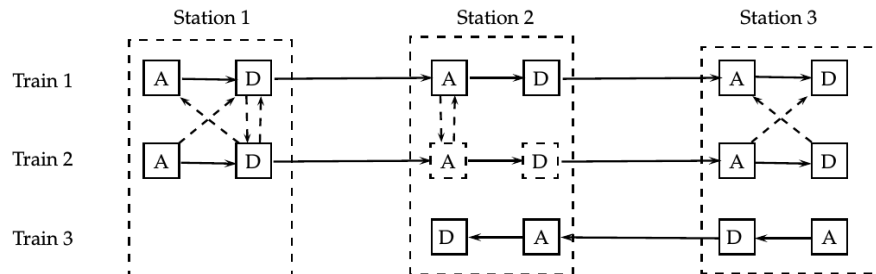 Station 1 Station 2 Station 3
Train 1 A D A D A D
Train 2 A D A D A D
Train 3 D A D A